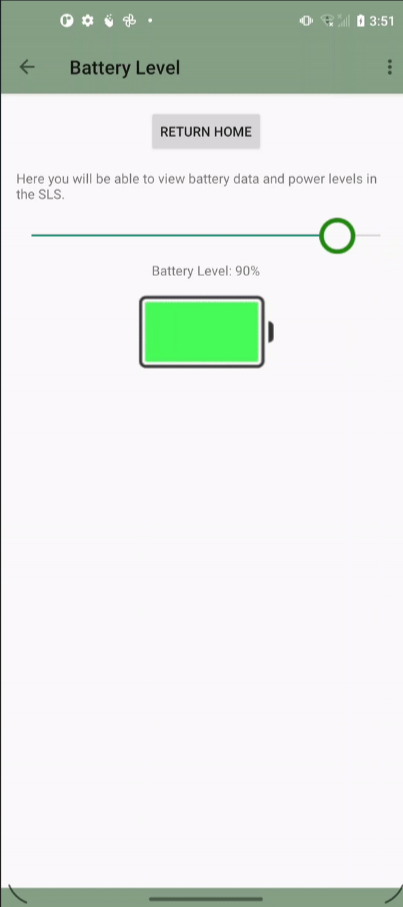 3:51
Battery Level
RETURN HOME
Here you will be able to view battery data and power levels in
the SLS.
Battery Level: 90%